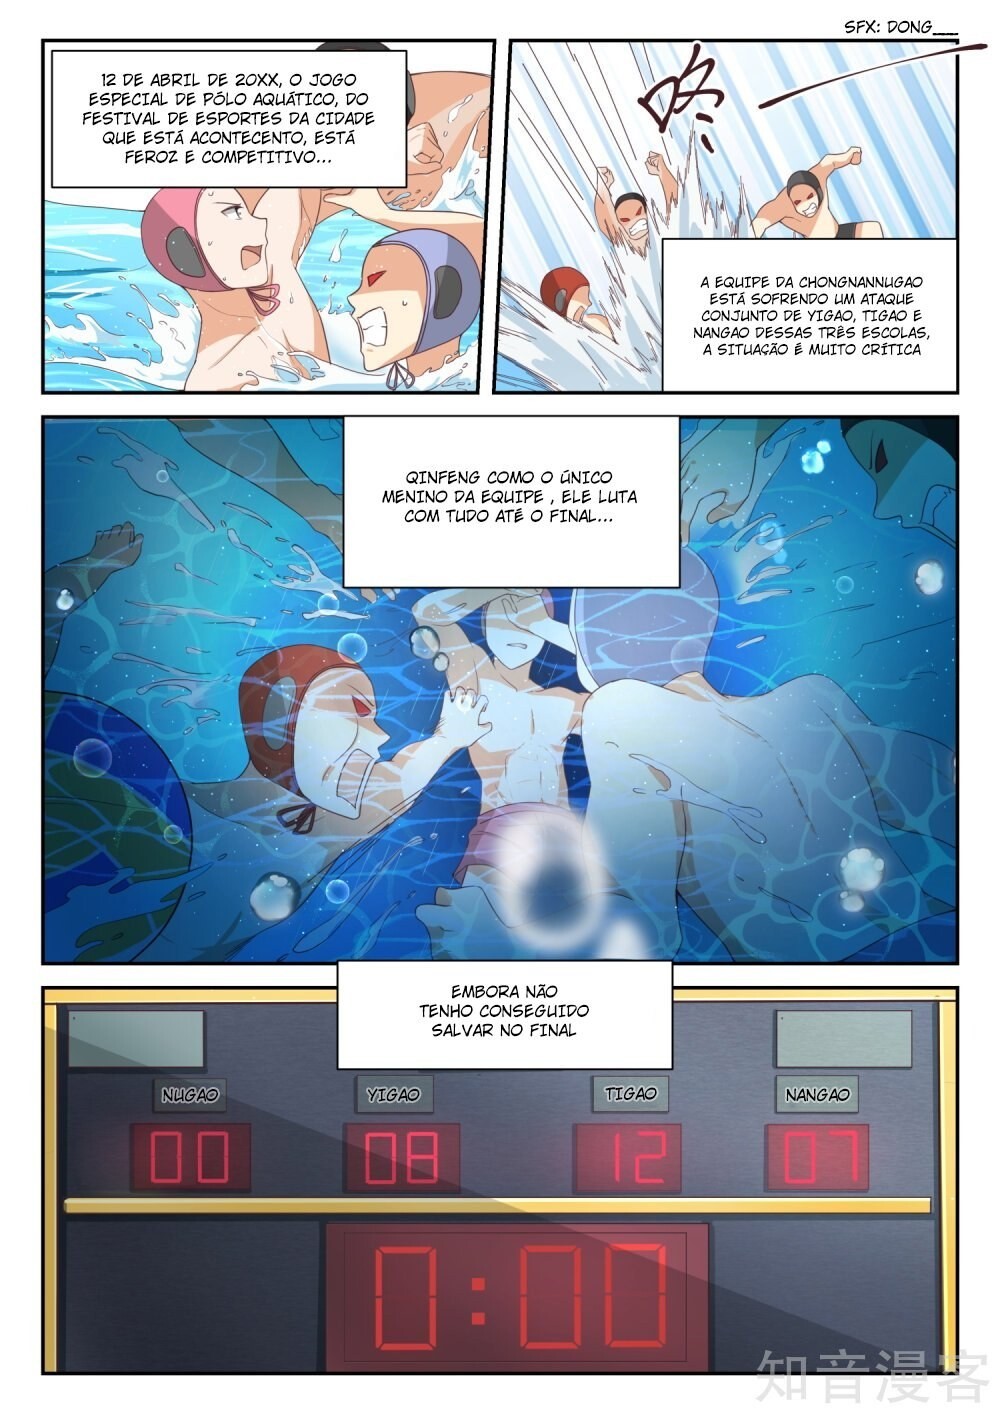 SFX: DONG___
12 DE ABRIL DE 20XX, O JOGO
ESPECIAL DE PÓLO AQUÁTICO, DO
FESTIVAL DE ESPORTES DA CIDADE
QUE ESTÁ ACONTECENTO, ESTÁ
FEROZ E COMPETITIVO...
咚
A EQUIPE DA CHONGNANNUGAO
ESTÁ SOFRENDO UM ATAQUE
CONJUNTO DE YIGAO, TIGAO E
NANGAO DESSAS TRÊS ESCOLAS,
A SITUAÇÃO É MUITO CRÍTICA
QINFENG COMO O ÚNICO
MENINO DA EQUIPE , ELE LUTA
COM TUDO ATÉ O FINAL...
EMBORA NÃO
TENHO CONSEGUIDO
SALVAR NO FINAL
NUGAO YIGAO TIGAO NANGAO
00 08 12 07
0:00
知音漫客